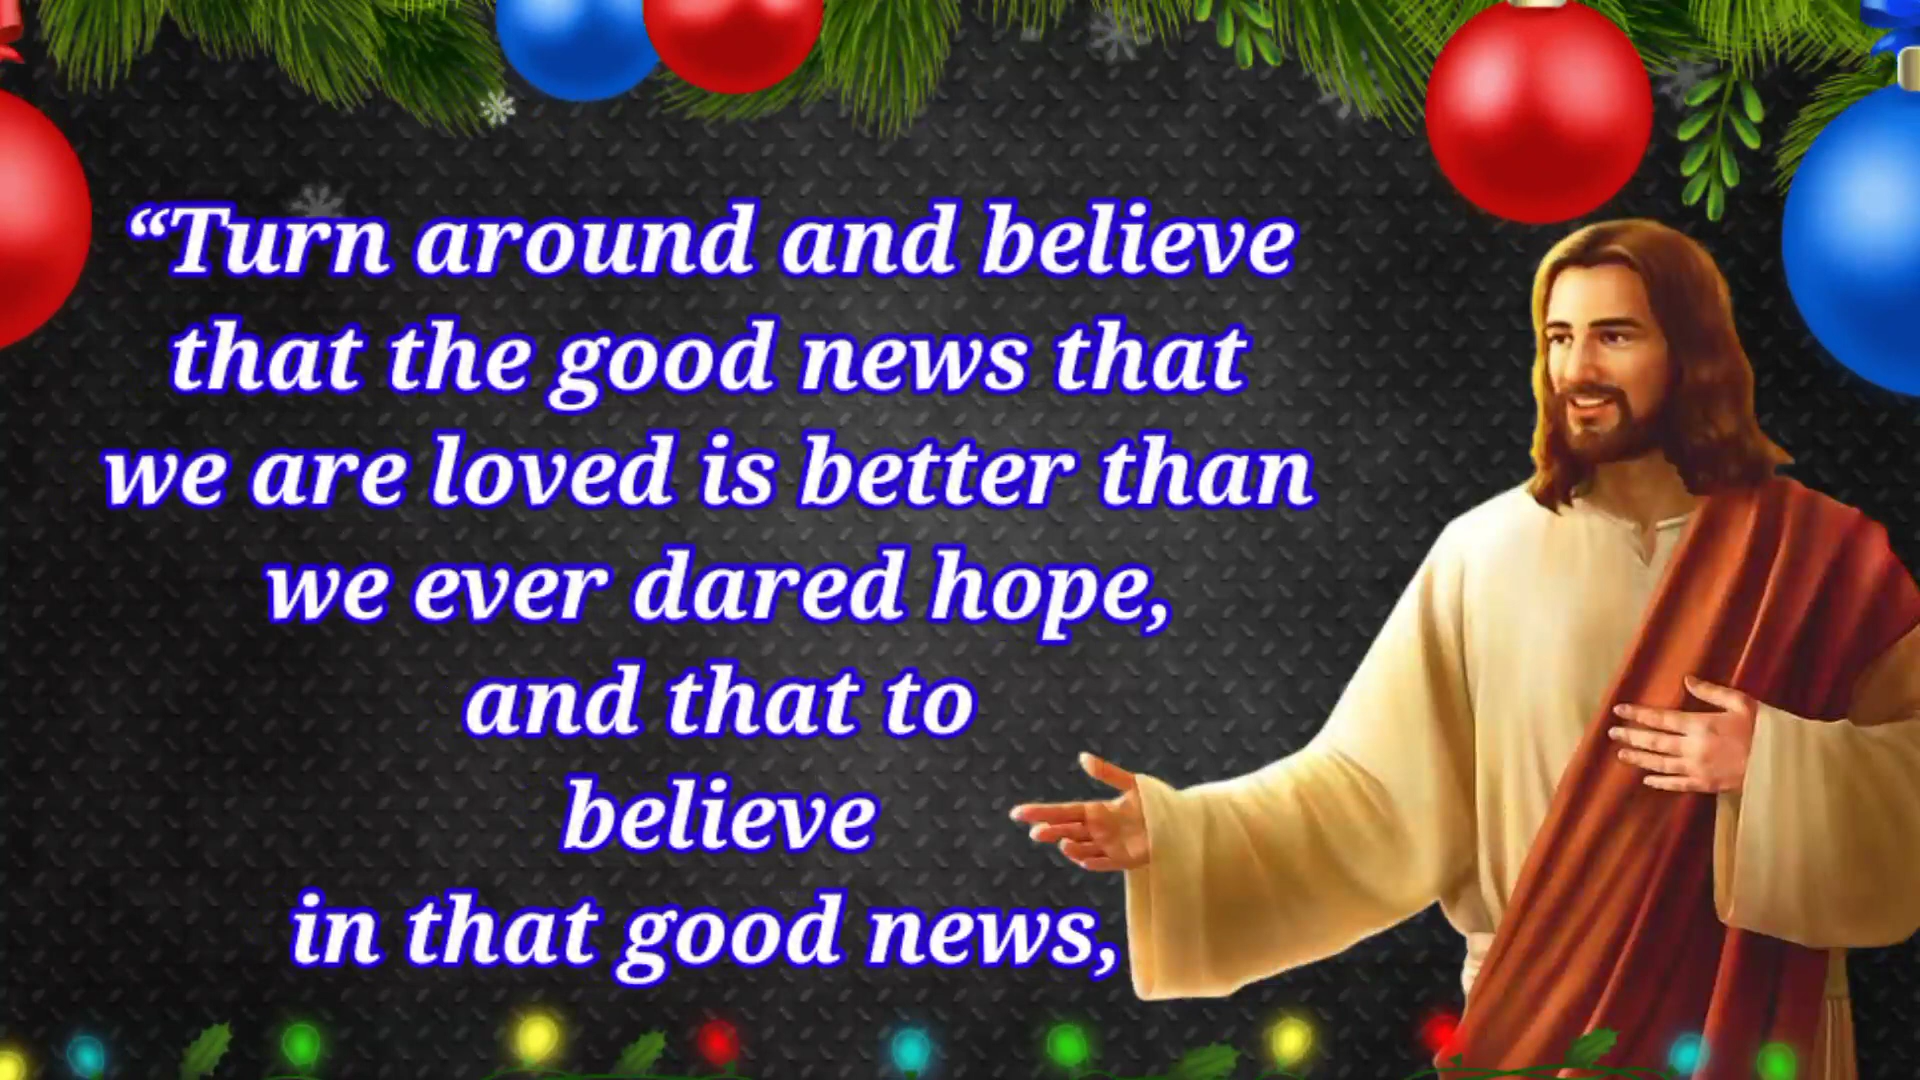 “Turn around and believe
that the good news that
we are loved is better than
we ever dared hope,
and that to
believe
in that good news,